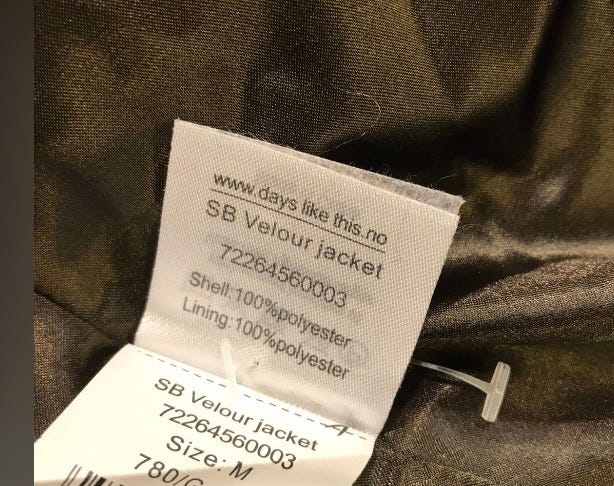 www.days like this.no
SB Velour jacket
72264560003
Shell:100%polyester
Lining:100%polyester
SB Velour jacket
72264560003
Size: M
780/